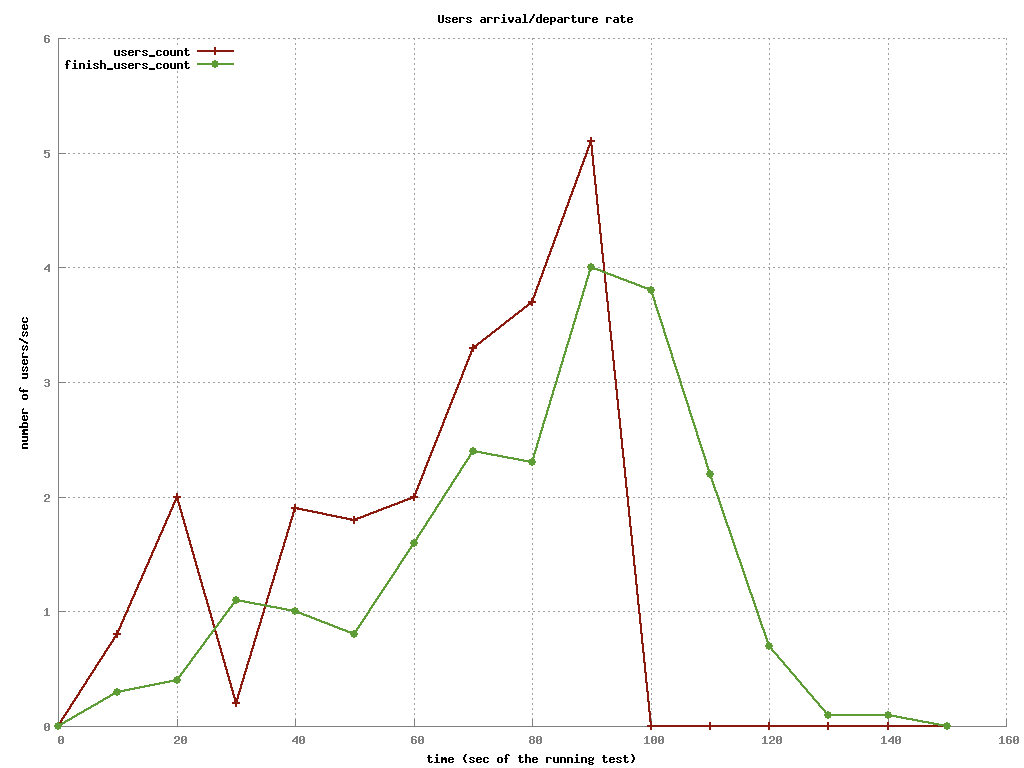 Users arrival/departure rate
users_count
finish_users_count
6
5
4
3
2
1
0
number of users/sec
0 20 40 60 80 100 120 140 160
time (sec of the running test)